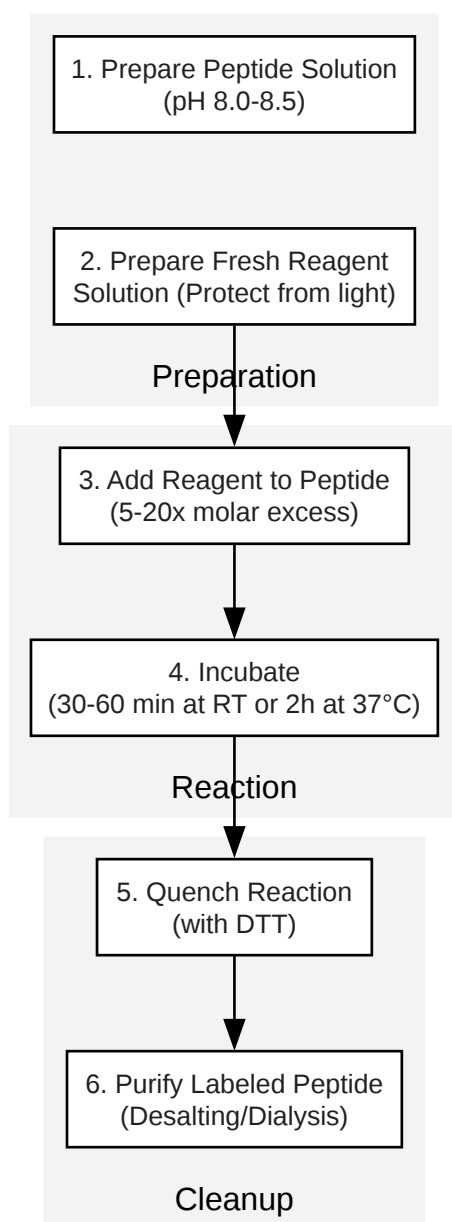 1. Prepare Peptide Solution
(pH 8.0-8.5)
2. Prepare Fresh Reagent
Solution (Protect from light)
Preparation
3. Add Reagent to Peptide
(5-20x molar excess)
4. Incubate
(30-60 min at RT or 2h at 37°C)
Reaction
5. Quench Reaction
(with DTT)
6. Purify Labeled Peptide
(Desalting/Dialysis)
Cleanup